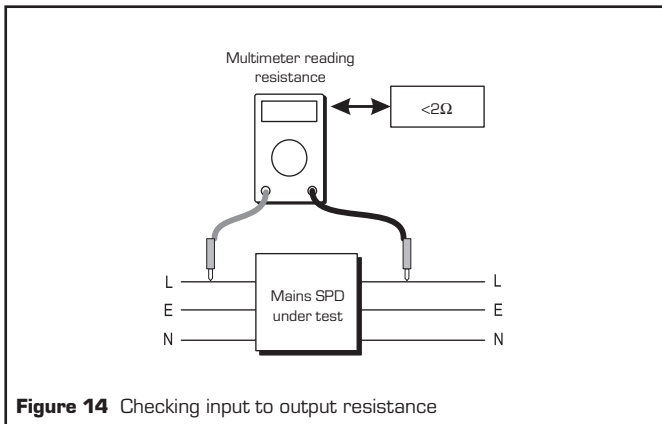 Multimeter reading
resistance
<2Ω
L
L
Mains SPD
E
E
under test
N
N
Figure 14 Checking input to output resistance